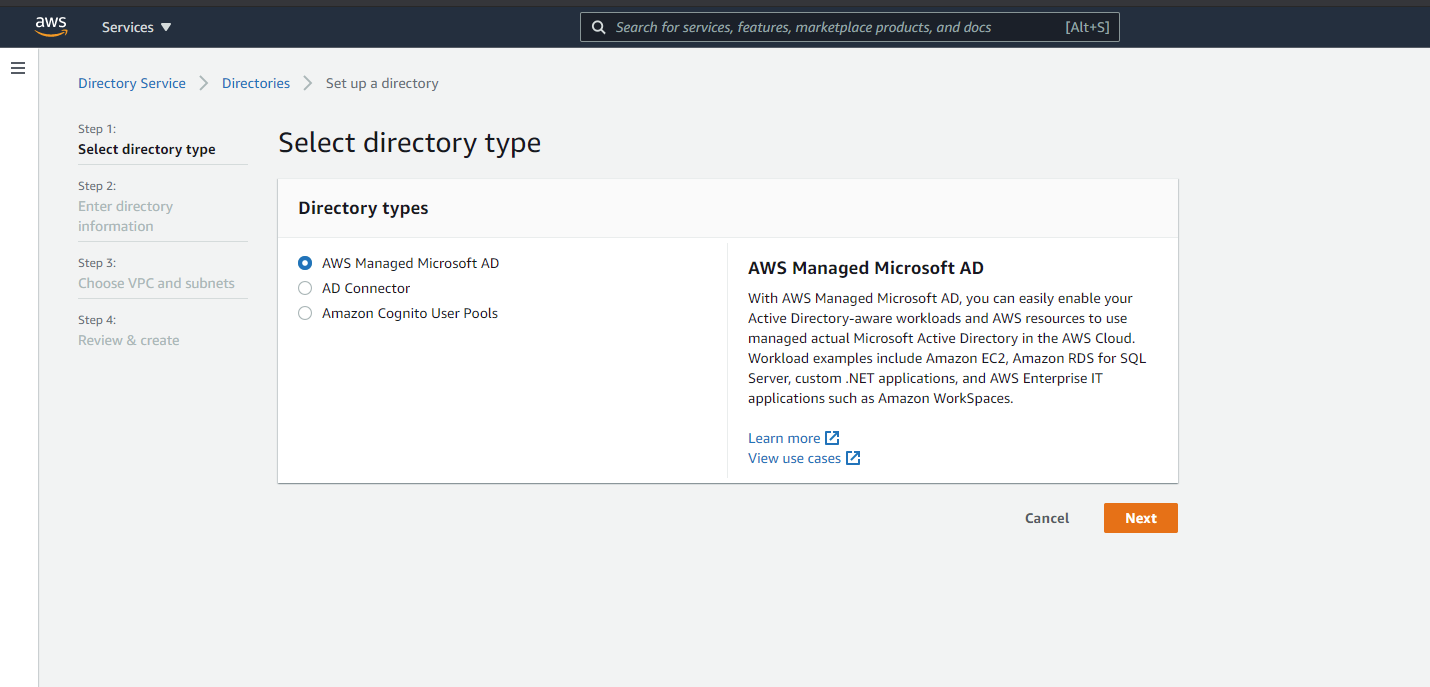 aws
Services
Search for services, features, marketplace products, and docs
[Alt+S]
Directory Service
Directories
Set up a directory
Step 1:
Select directory type
Step 2:
Enter directory
information
Step 3:
Choose VPC and subnets
Step 4:
Review & create
Select directory type
Directory types
AWS Managed Microsoft AD
AD Connector
Amazon Cognito User Pools
AWS Managed Microsoft AD
With AWS Managed Microsoft AD, you can easily enable your
Active Directory-aware workloads and AWS resources to use
managed actual Microsoft Active Directory in the AWS Cloud.
Workload examples include Amazon EC2, Amazon RDS for SQL
Server, custom .NET applications, and AWS Enterprise IT
applications such as Amazon WorkSpaces.
Learn more
View use cases
Cancel
Next